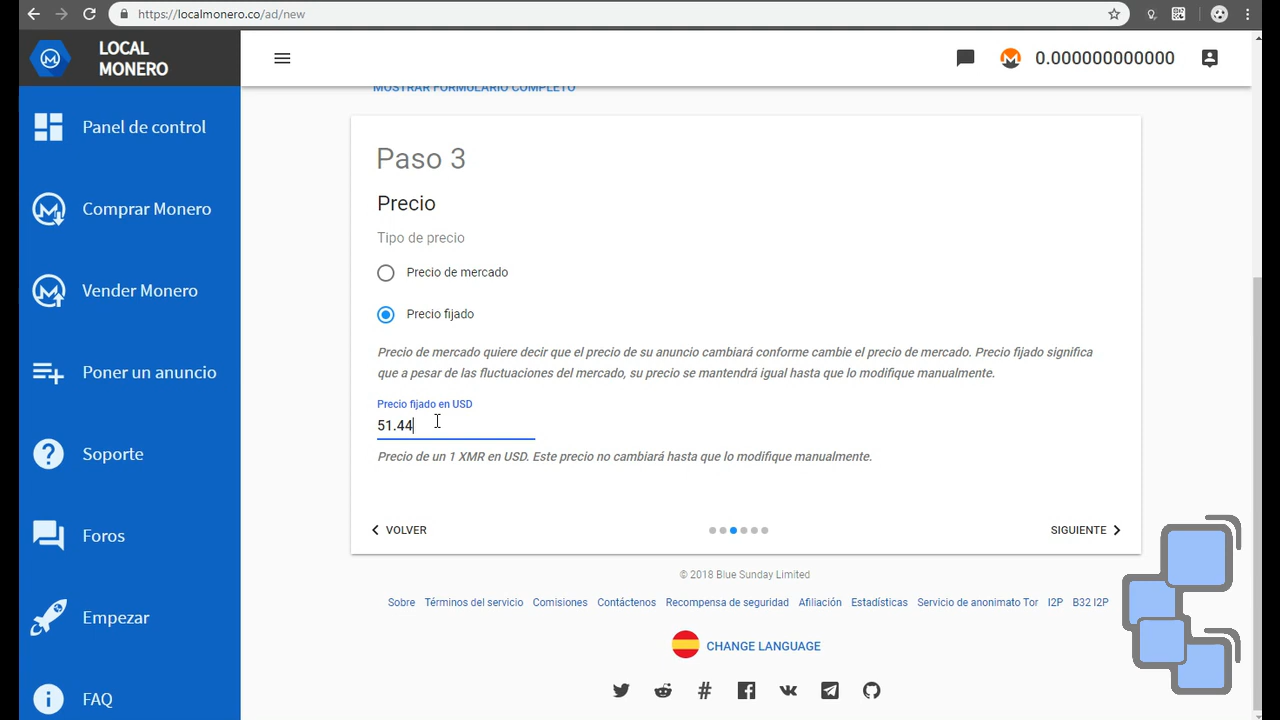 https://localmonero.co/ad/new
LOCAL
MONERO
0.000000000000
Panel de control
Comprar Monero
Vender Monero
Poner un anuncio
Soporte
Foros
Empezar
FAQ
MOSTRAR FORMULARIO COMPLETO
Paso 3
Precio
Tipo de precio
Precio de mercado
Precio fijado
Precio de mercado quiere decir que el precio de su anuncio cambiará conforme cambie el precio de mercado. Precio fijado significa
que a pesar de las fluctuaciones del mercado, su precio se mantendrá igual hasta que lo modifique manualmente.
Precio fijado en USD
51.44
Precio de un 1 XMR en USD. Este precio no cambiará hasta que lo modifique manualmente.
VOLVER
SIGUIENTE
© 2018 Blue Sunday Limited
Sobre Términos del servicio Comisiones Contáctenos Recompensa de seguridad Afiliación Estadísticas Servicio de anonimato Tor I2P B32 I2P
CHANGE LANGUAGE